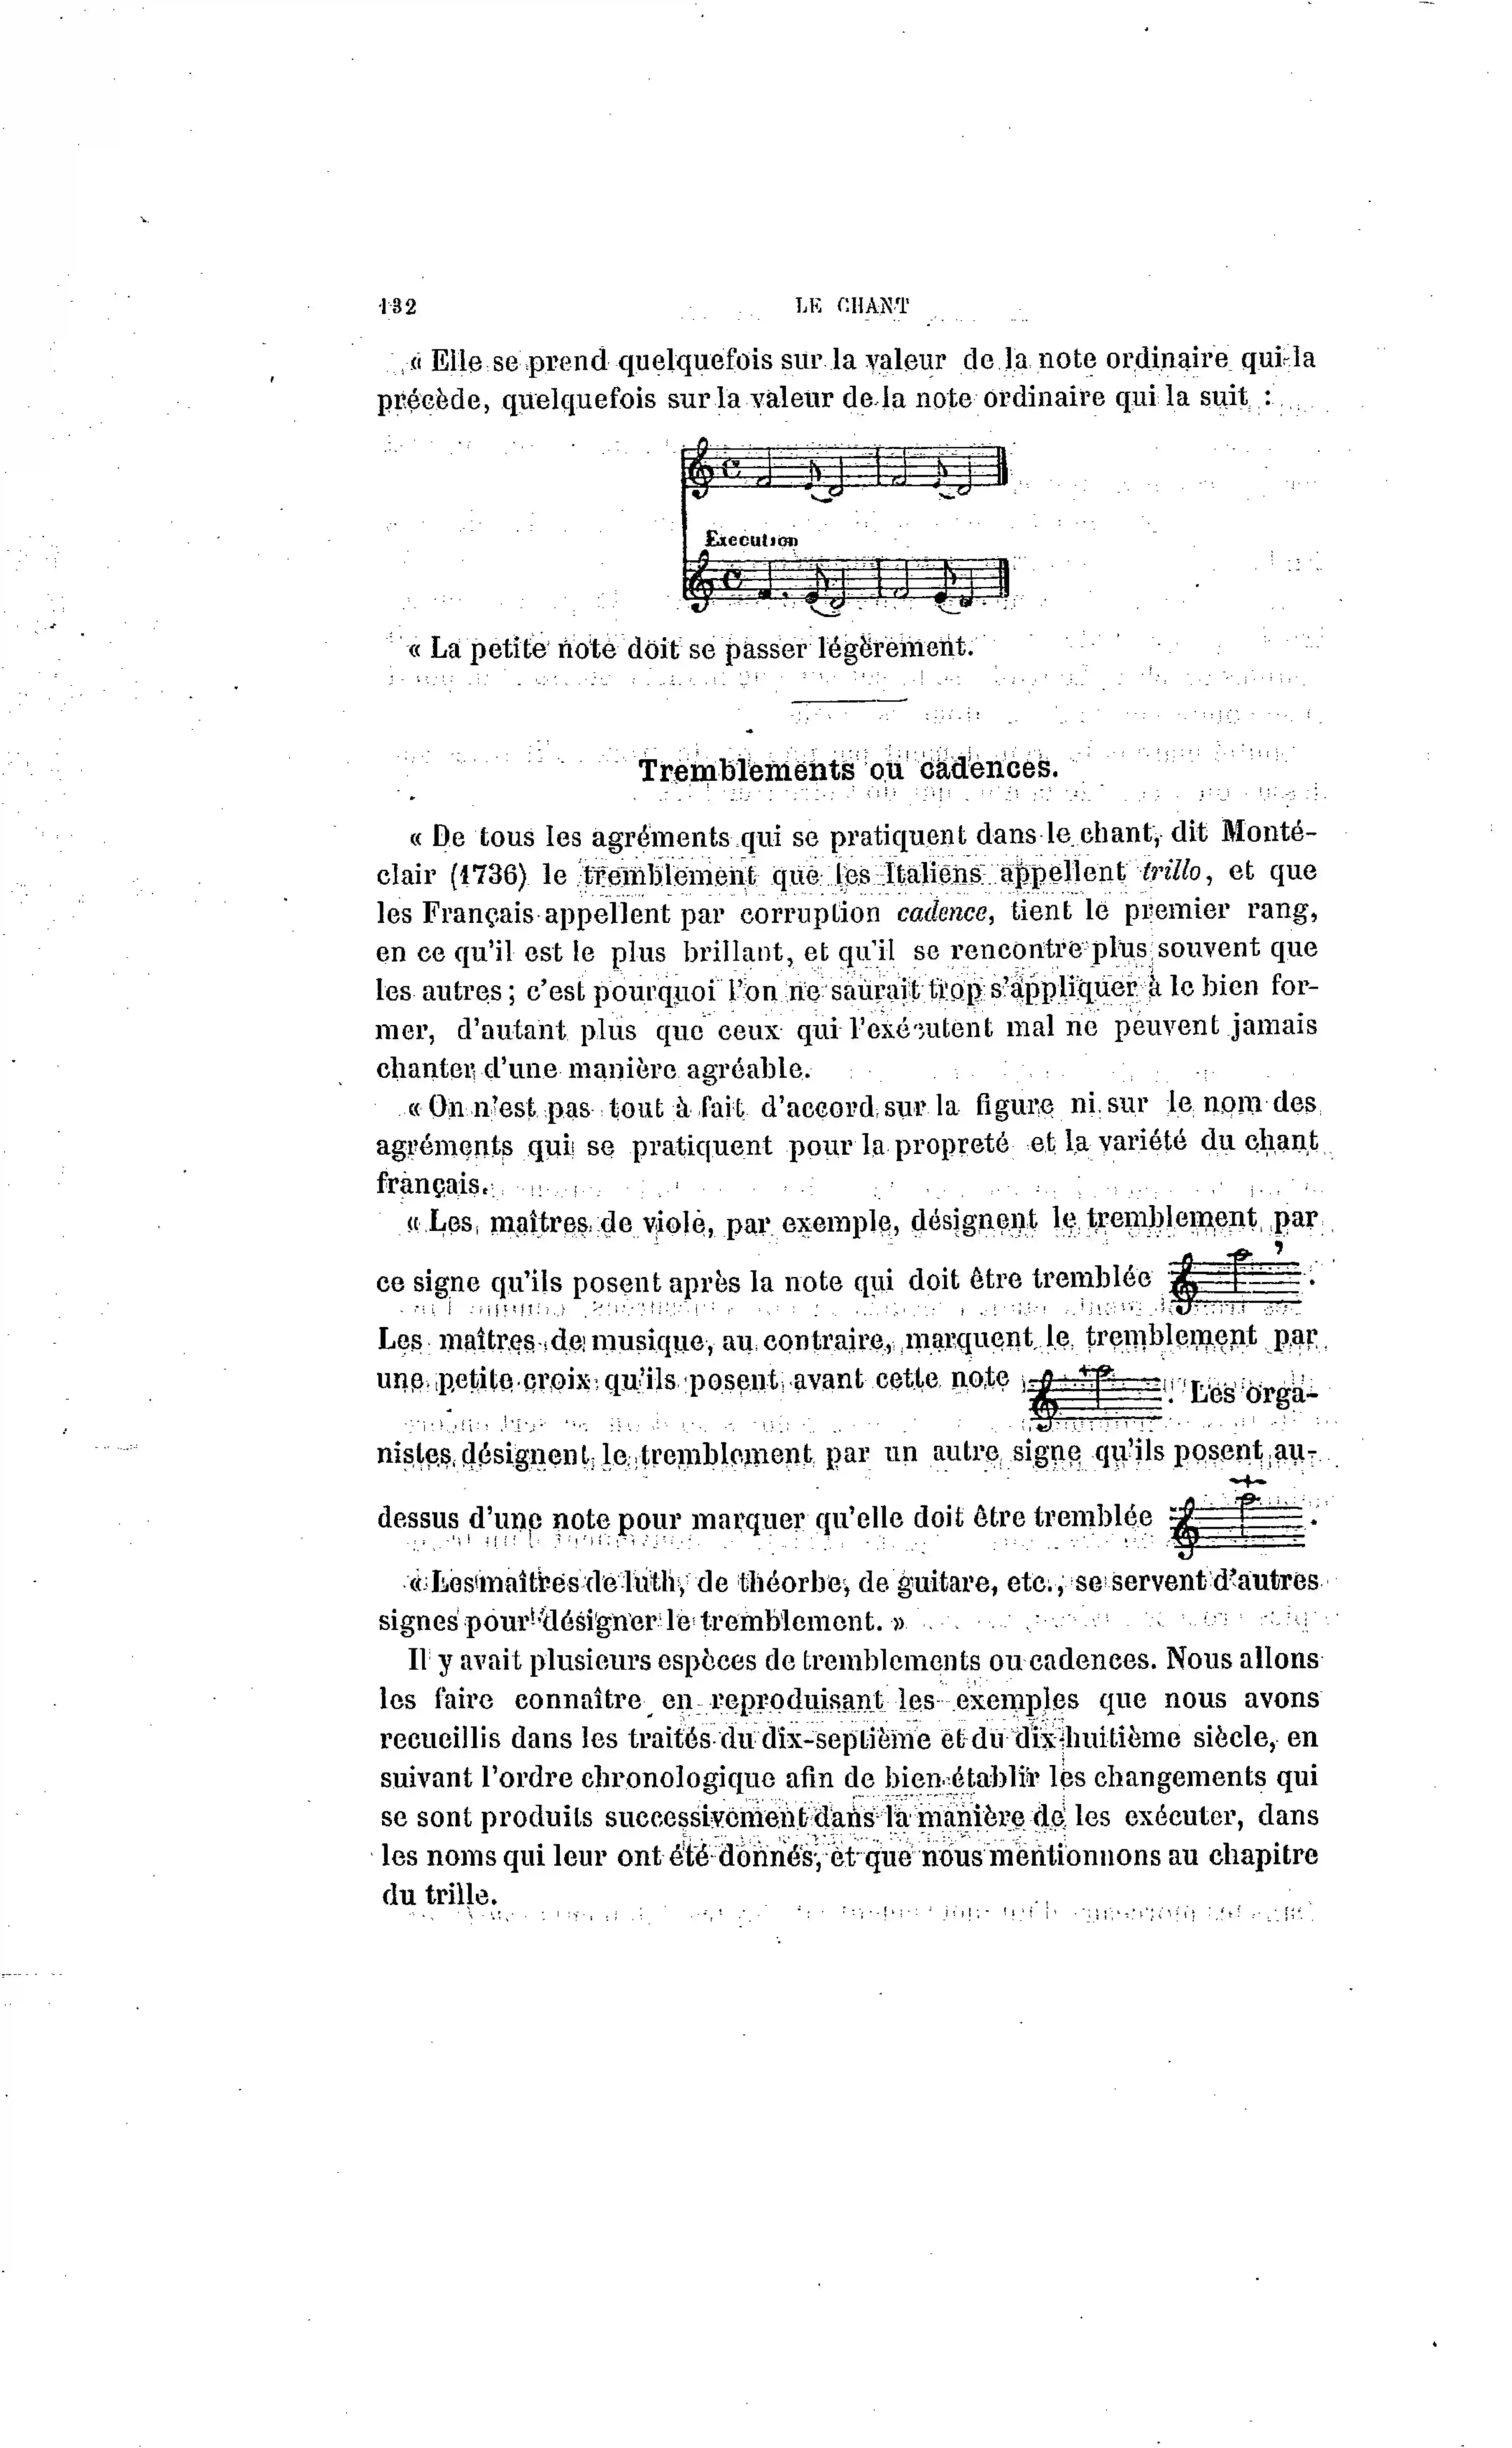 132
LE CHANT
« Elle se prend quelquefois sur la valeur de la note ordinaire qui la
précède, quelquefois sur la valeur de la note ordinaire qui la suit :
Execution
« La petite note doit se passer légèrement.
Tremblements ou cadences.
« De tous les agréments qui se pratiquent dans le chant, dit Monté-
clair (1736) le tremblement que les Italiens appellent trillo, et que
les Français appellent par corruption cadence, tient le premier rang,
en ce qu'il est le plus brillant, et qu'il se rencontre plus souvent que
les autres ; c'est pourquoi l'on ne saurait trop s'appliquer à le bien for-
mer, d'autant plus que ceux qui l'exécutent mal ne peuvent jamais
chanter d'une manière agréable.
« On n'est pas tout à fait d'accord sur la figure ni sur le nom des
agréments qui se pratiquent pour la propreté et la variété du chant
français.
« Les maîtres de viole, par exemple, désignent le tremblement par
ce signe qu'ils posent après la note qui doit être tremblée .
Les maîtres de musique, au contraire, marquent le tremblement par
une petite croix qu'ils posent avant cette note . Les orga-
nistes désignent le tremblement par un autre signe qu'ils posent au-
dessus d'une note pour marquer qu'elle doit être tremblée .
« Les maîtres de luth, de théorbe, de guitare, etc., se servent d'autres
signes pour désigner le tremblement. »
Il y avait plusieurs espèces de tremblements ou cadences. Nous allons
les faire connaître en reproduisant les exemples que nous avons
recueillis dans les traités du dix-septième et du dix-huitième siècle, en
suivant l'ordre chronologique afin de bien établir les changements qui
se sont produits successivement dans la manière de les exécuter, dans
les noms qui leur ont été donnés, et que nous mentionnons au chapitre
du trille.